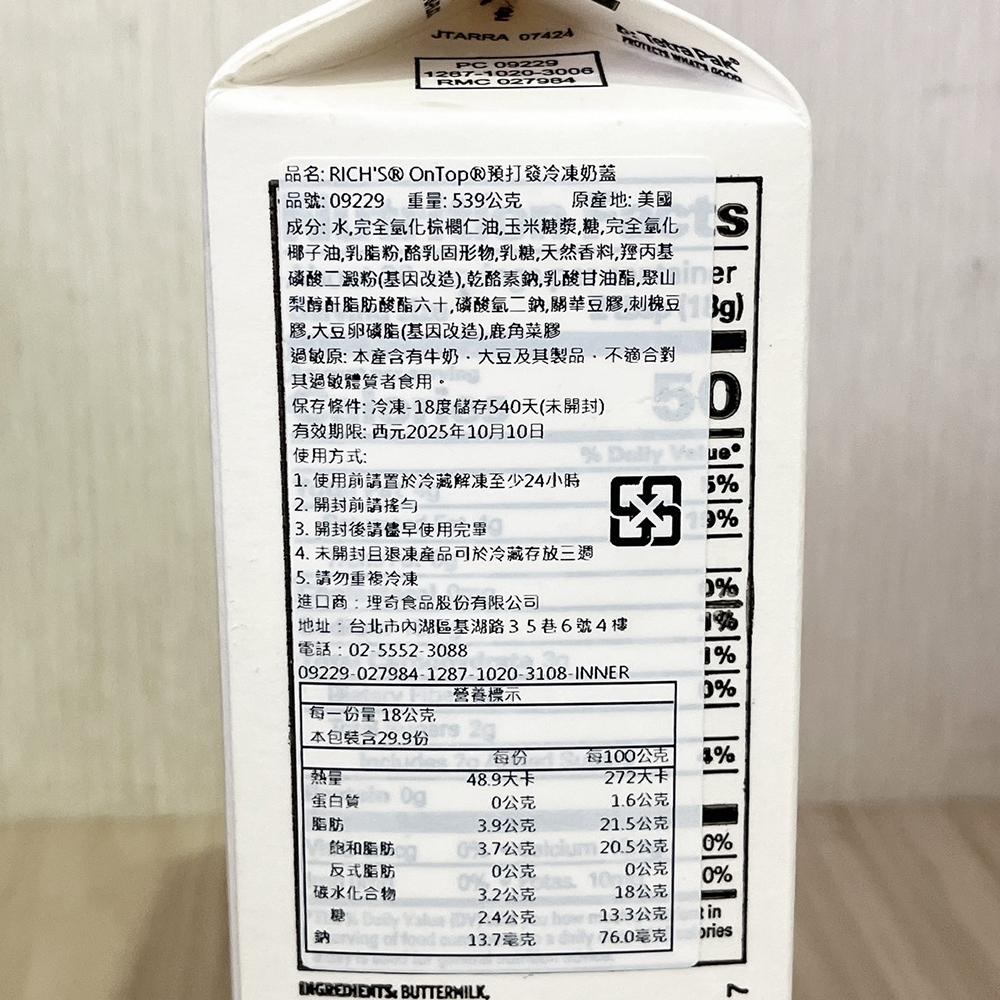 JTARRA 07424
Tetra Pak®
PROTECTS WHAT'S GOOD
PC 09229
1287-1020-3006
RMC 027984
品名: RICH'S® OnTop®預打發冷凍奶蓋
品號: 09229 重量: 539公克 原產地: 美國
成分: 水,完全氫化棕櫚仁油,玉米糖漿,糖,完全氫化
椰子油,乳脂粉,酪乳固形物,乳糖,天然香料,羥丙基
磷酸二澱粉(基因改造),乾酪素鈉,乳酸甘油酯,聚山
梨醇酐脂肪酸酯六十,磷酸氫二鈉,關華豆膠,刺槐豆
膠,大豆卵磷脂(基因改造),鹿角菜膠
過敏原: 本產含有牛奶、大豆及其製品、不適合對
其過敏體質者食用。
保存條件: 冷凍-18度儲存540天(未開封)
有效期限: 西元2025年10月10日
使用方式:
1. 使用前請置於冷藏解凍至少24小時
2. 開封前請搖勻
3. 開封後請儘早使用完畢
4. 未開封且退凍產品可於冷藏存放三週
5. 請勿重複冷凍
進口商：理奇食品股份有限公司
地址：台北市內湖區基湖路３５巷６號４樓
電話：02-5552-3088
09229-027984-1287-1020-3108-INNER
營養標示
每一份量 18公克
本包裝含29.9份
每份 每100公克
熱量 48.9大卡 272大卡
蛋白質 0公克 1.6公克
脂肪 3.9公克 21.5公克
飽和脂肪 3.7公克 20.5公克
反式脂肪 0公克 0公克
碳水化合物 3.2公克 18公克
糖 2.4公克 13.3公克
鈉 13.7毫克 76.0毫克
INGREDIENTS: BUTTERMILK,
7